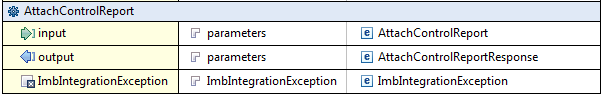 AttachControlReport
input parameters AttachControlReport
output parameters AttachControlReportResponse
ImbIntegrationException ImbIntegrationException ImbIntegrationException